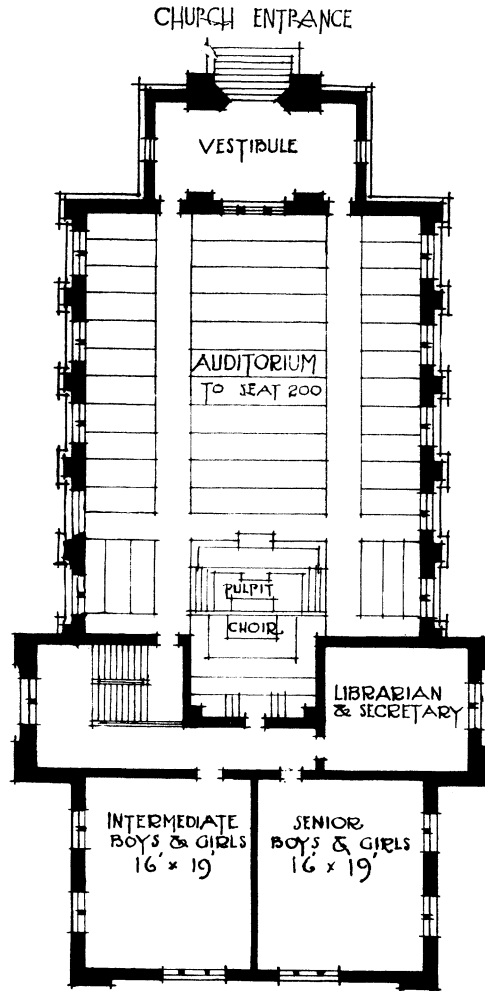 CHURCH ENTRANCE
VESTIBULE
AUDITORIUM
TO SEAT 200
PULPIT
CHOIR
LIBRARIAN
& SECRETARY
INTERMEDIATE
BOYS & GIRLS
16' x 19'
SENIOR
BOYS & GIRLS
16' x 19'